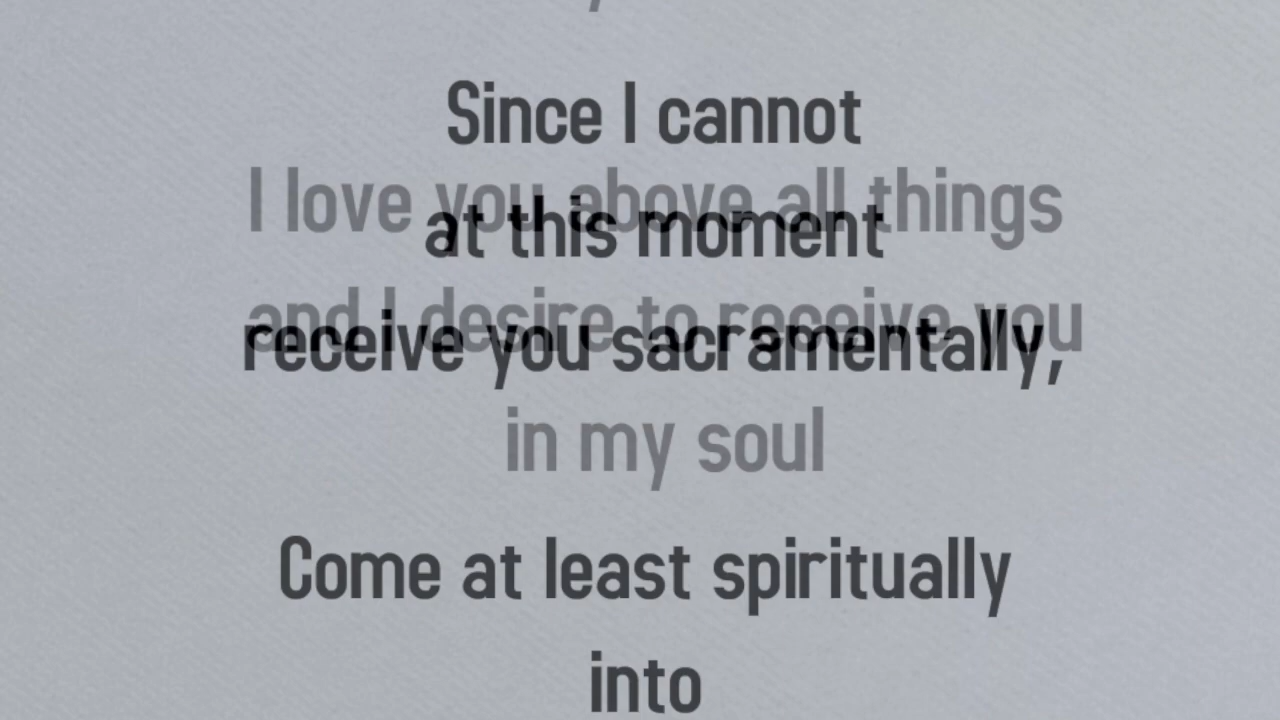 Since I cannot
I love you above all things
at this moment
and I desire to receive you
receive you sacramentally,
in my soul
Come at least spiritually
into